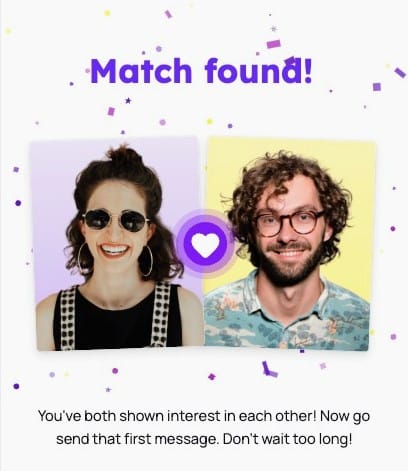 Match found!
You've both shown interest in each other! Now go
send that first message. Don't wait too long!